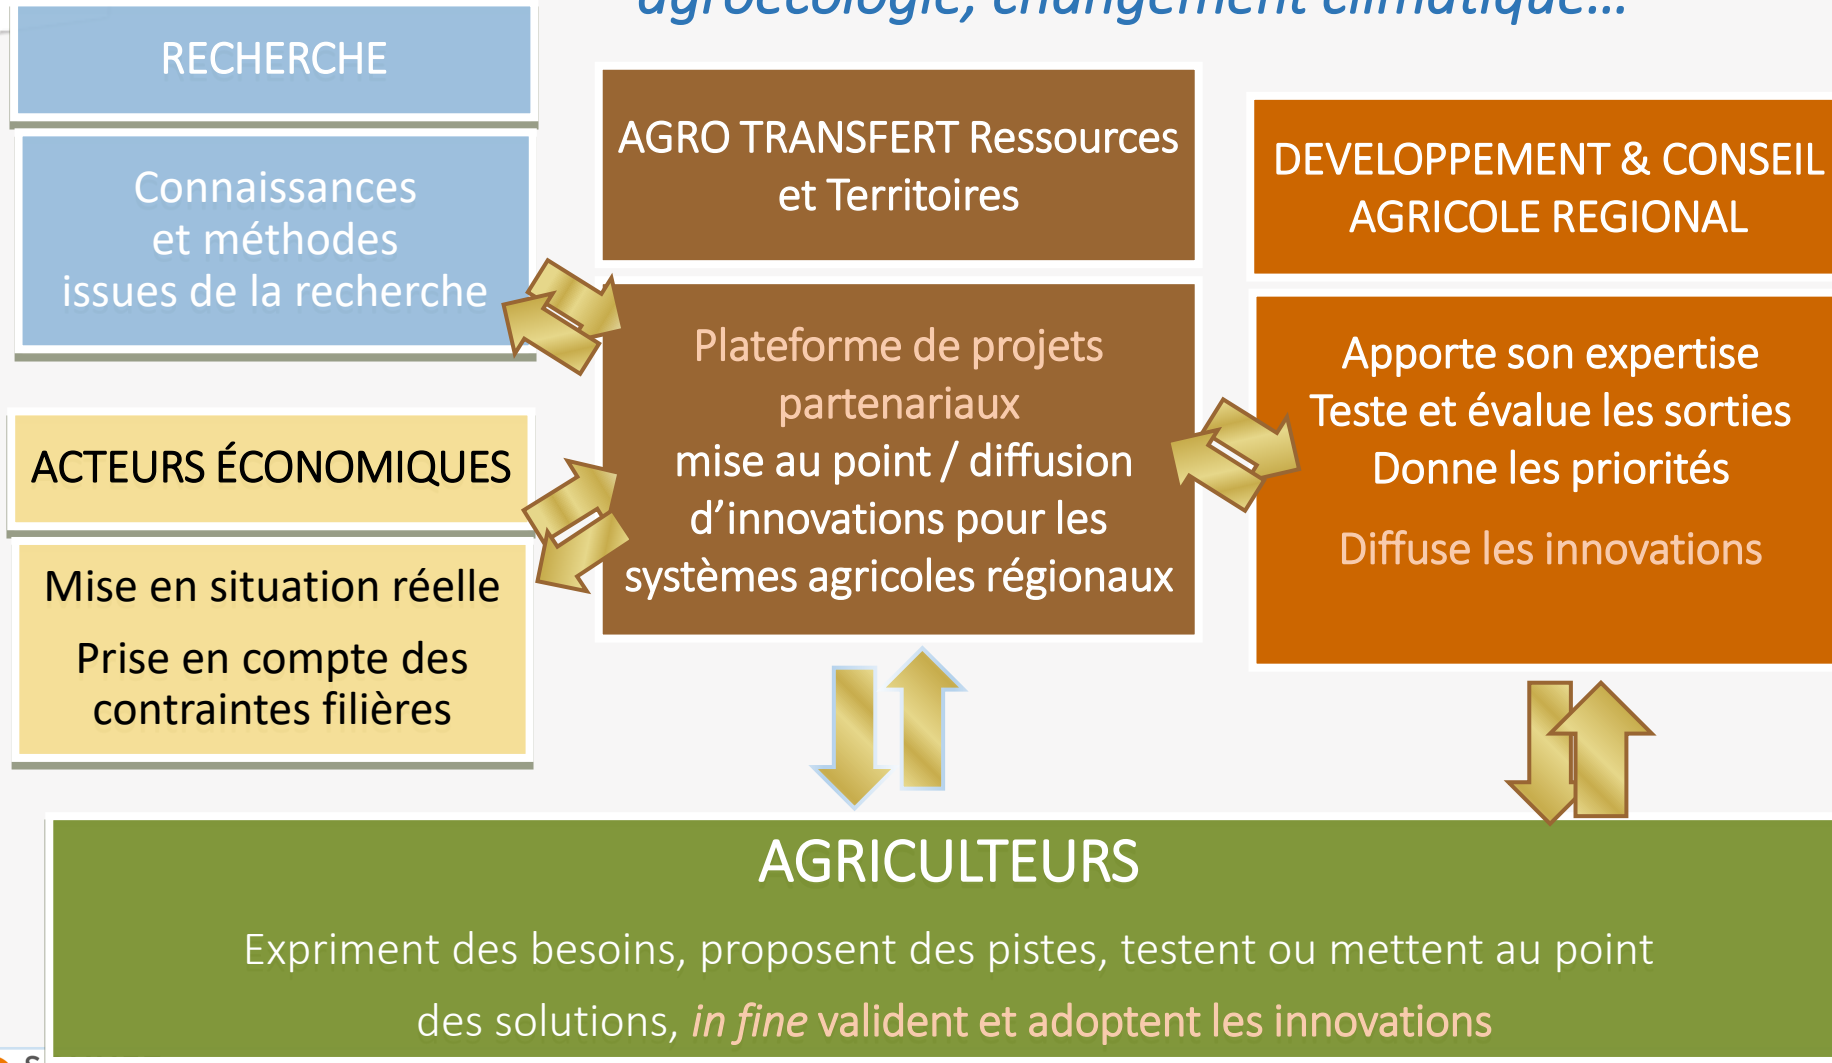 agroécologie, changement climatique...
RECHERCHE
Connaissances
et méthodes
issues de la recherche
ACTEURS ÉCONOMIQUES
Mise en situation réelle
Prise en compte des
contraintes filières
AGRO TRANSFERT Ressources
et Territoires
Plateforme de projets
partenariaux
mise au point / diffusion
d’innovations pour les
systèmes agricoles régionaux
DEVELOPPEMENT & CONSEIL
AGRICOLE REGIONAL
Apporte son expertise
Teste et évalue les sorties
Donne les priorités
Diffuse les innovations
AGRICULTEURS
Expriment des besoins, proposent des pistes, testent ou mettent au point
des solutions, in fine valident et adoptent les innovations